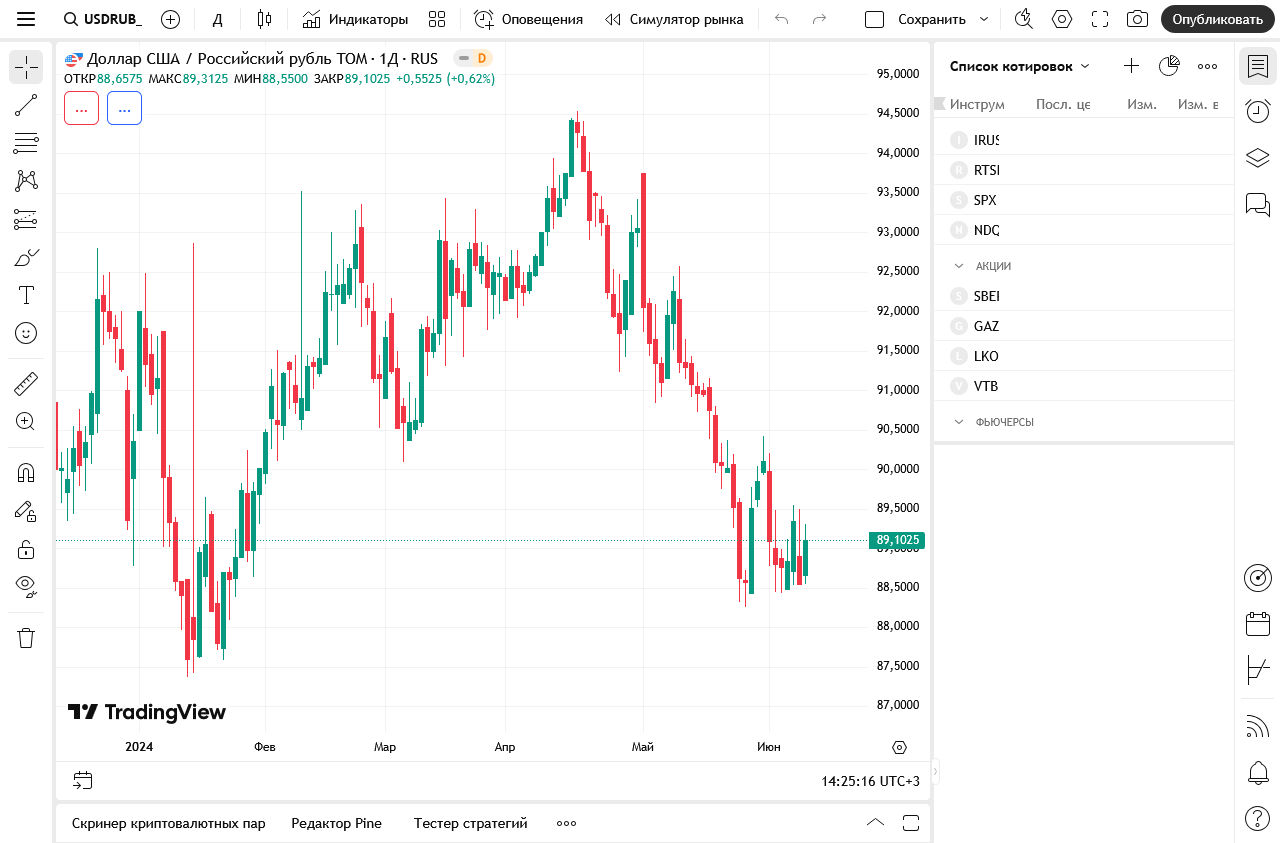 USDRUB_
Д
Индикаторы
Оповещения
Симулятор рынка
Сохранить
Опубликовать
Доллар США / Российский рубль TOM · 1Д · RUS
D
ОТКР88,6575 МАКС89,3125 МИН88,5500 ЗАКР89,1025 +0,5525 (+0,62%)
...
...
95,0000
94,5000
94,0000
93,5000
93,0000
92,5000
92,0000
91,5000
91,0000
90,5000
90,0000
89,5000
89,1025
89,0000
88,5000
88,0000
87,5000
87,0000
TradingView
2024
Фев
Мар
Апр
Май
Июн
14:25:16 UTC+3
Скринер криптовалютных пар
Редактор Pine
Тестер стратегий
Список котировок
Инструм
Посл. це
Изм.
Изм. в
I IRUS
R RTSI
S SPX
N NDQ
АКЦИИ
S SBEI
G GAZ
L LKO
V VTB
ФЬЮЧЕРСЫ